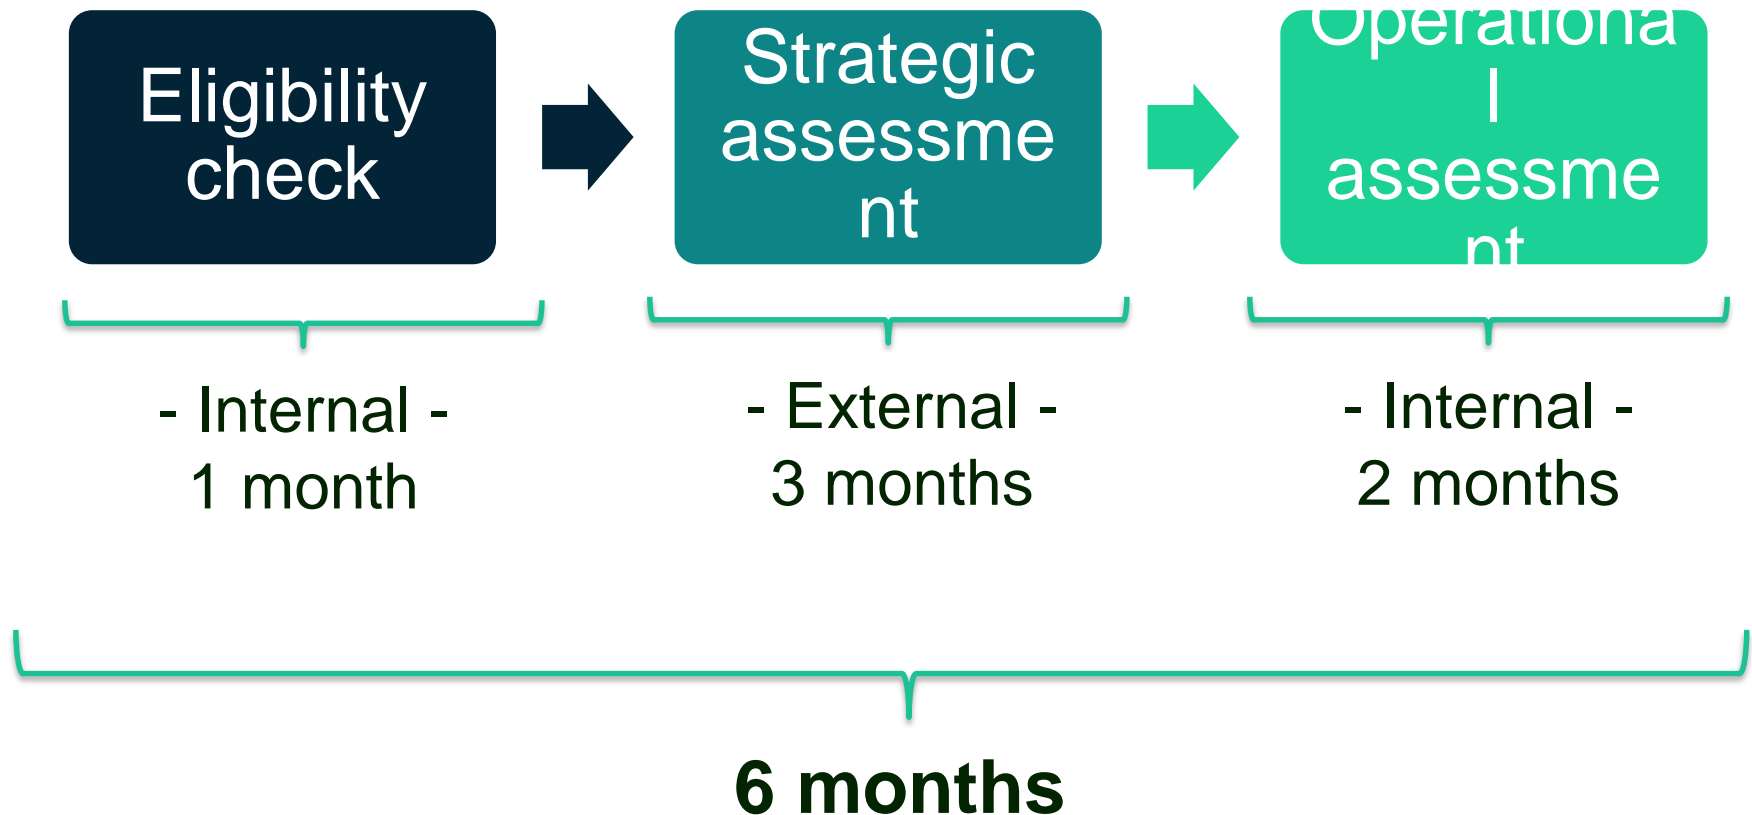 Eligibility
check
Strategic
assessme
nt
Operationa
l
assessme
nt
- Internal -
1 month
- External -
3 months
- Internal -
2 months
6 months